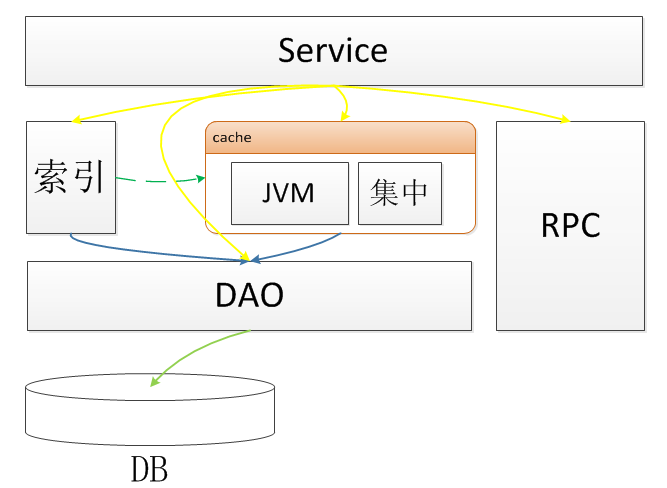 Service
索引
cache
JVM
集中
RPC
DAO
DB